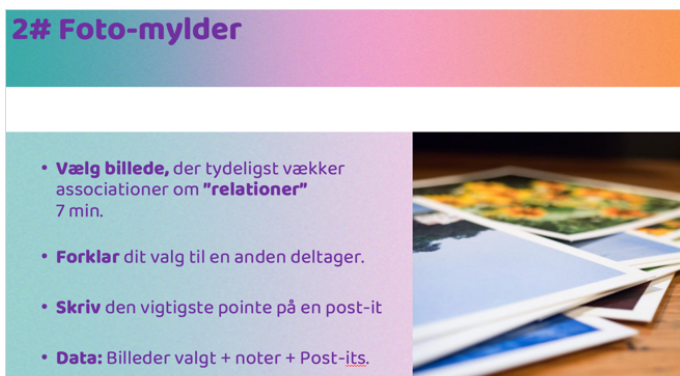 2# Foto-mylder
• Vælg billede, der tydeligst vækker
associationer om ”relationer”
7 min.
• Forklar dit valg til en anden deltager.
• Skriv den vigtigste pointe på en post-it
• Data: Billeder valgt + noter + Post-its.